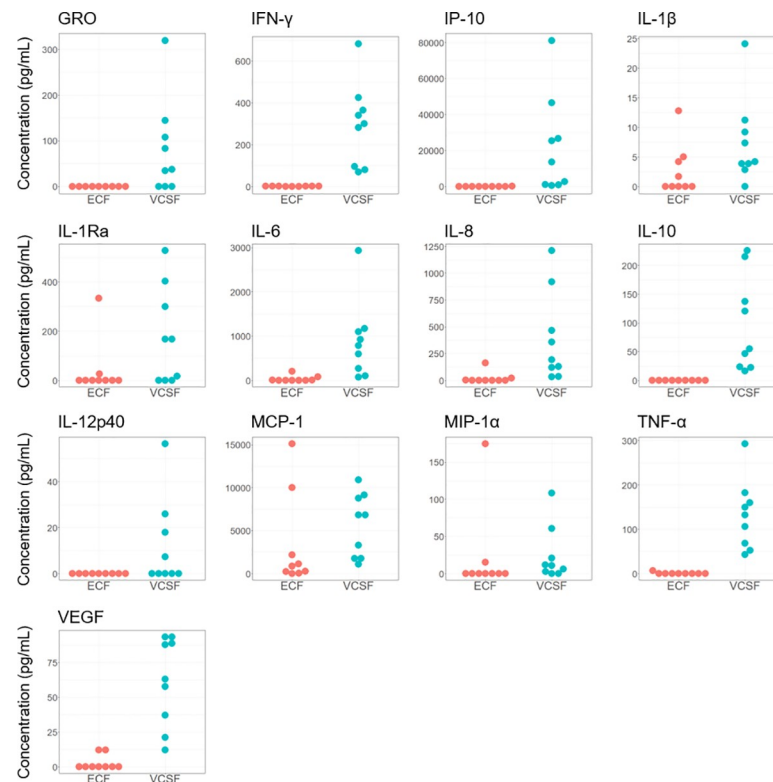 GRO
Concentration (pg/mL)
300
200
100
0
ECF VCSF
IFN-γ
600
400
200
0
ECF VCSF
IP-10
80000
60000
40000
20000
0
ECF VCSF
IL-1β
25
20
15
10
5
0
ECF VCSF
IL-1Ra
Concentration (pg/mL)
400
200
0
ECF VCSF
IL-6
3000
2000
1000
0
ECF VCSF
IL-8
1250
1000
750
500
250
0
ECF VCSF
IL-10
200
150
100
50
0
ECF VCSF
IL-12p40
Concentration (pg/mL)
40
20
0
ECF VCSF
MCP-1
15000
10000
5000
0
ECF VCSF
MIP-1α
150
100
50
0
ECF VCSF
TNF-α
300
200
100
0
ECF VCSF
VEGF
Concentration (pg/mL)
75
50
25
0
ECF VCSF